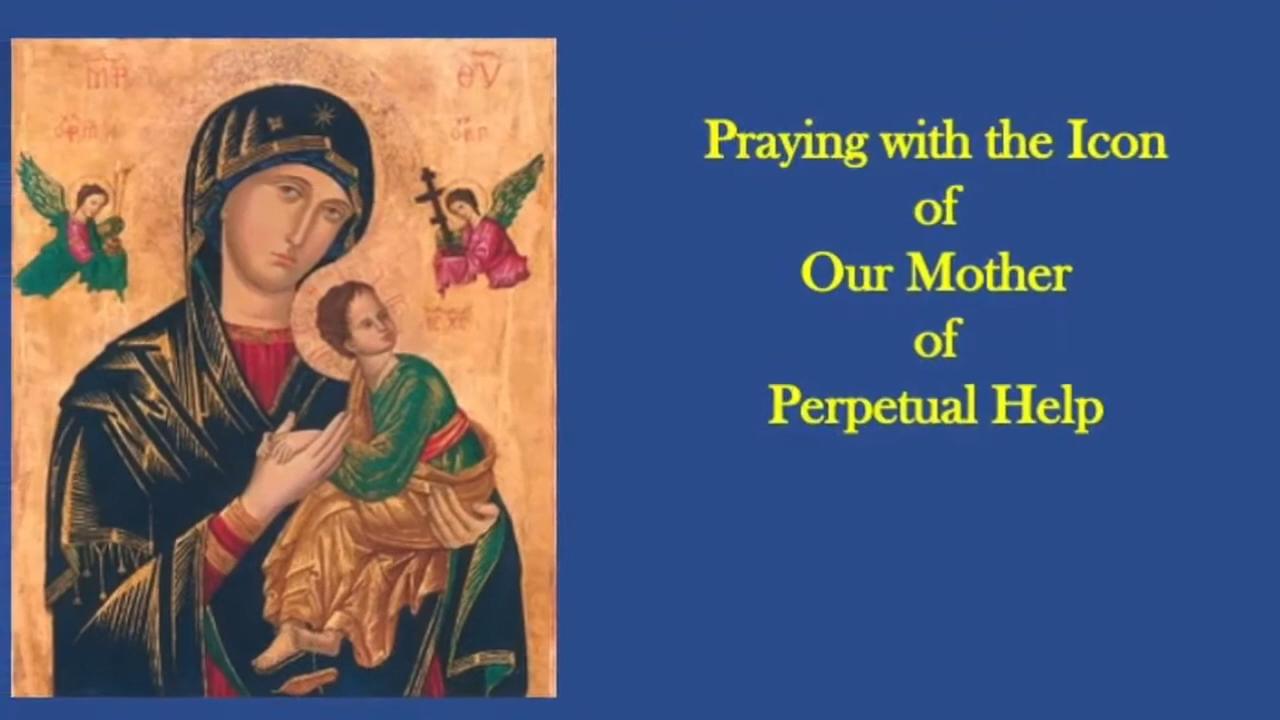 ΜΡ
ΘΥ
Praying with the Icon
of
Our Mother
of
Perpetual Help